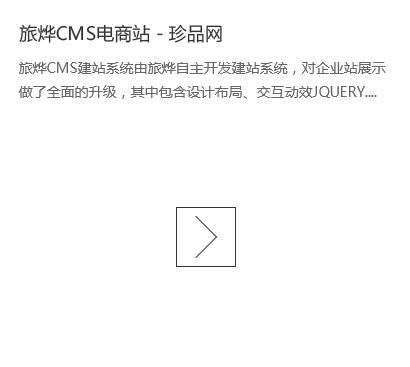 旅烨CMS电商站 - 珍品网
旅烨CMS建站系统由旅烨自主开发建站系统，对企业站展示
做了全面的升级，其中包含设计布局、交互动效JQUERY....